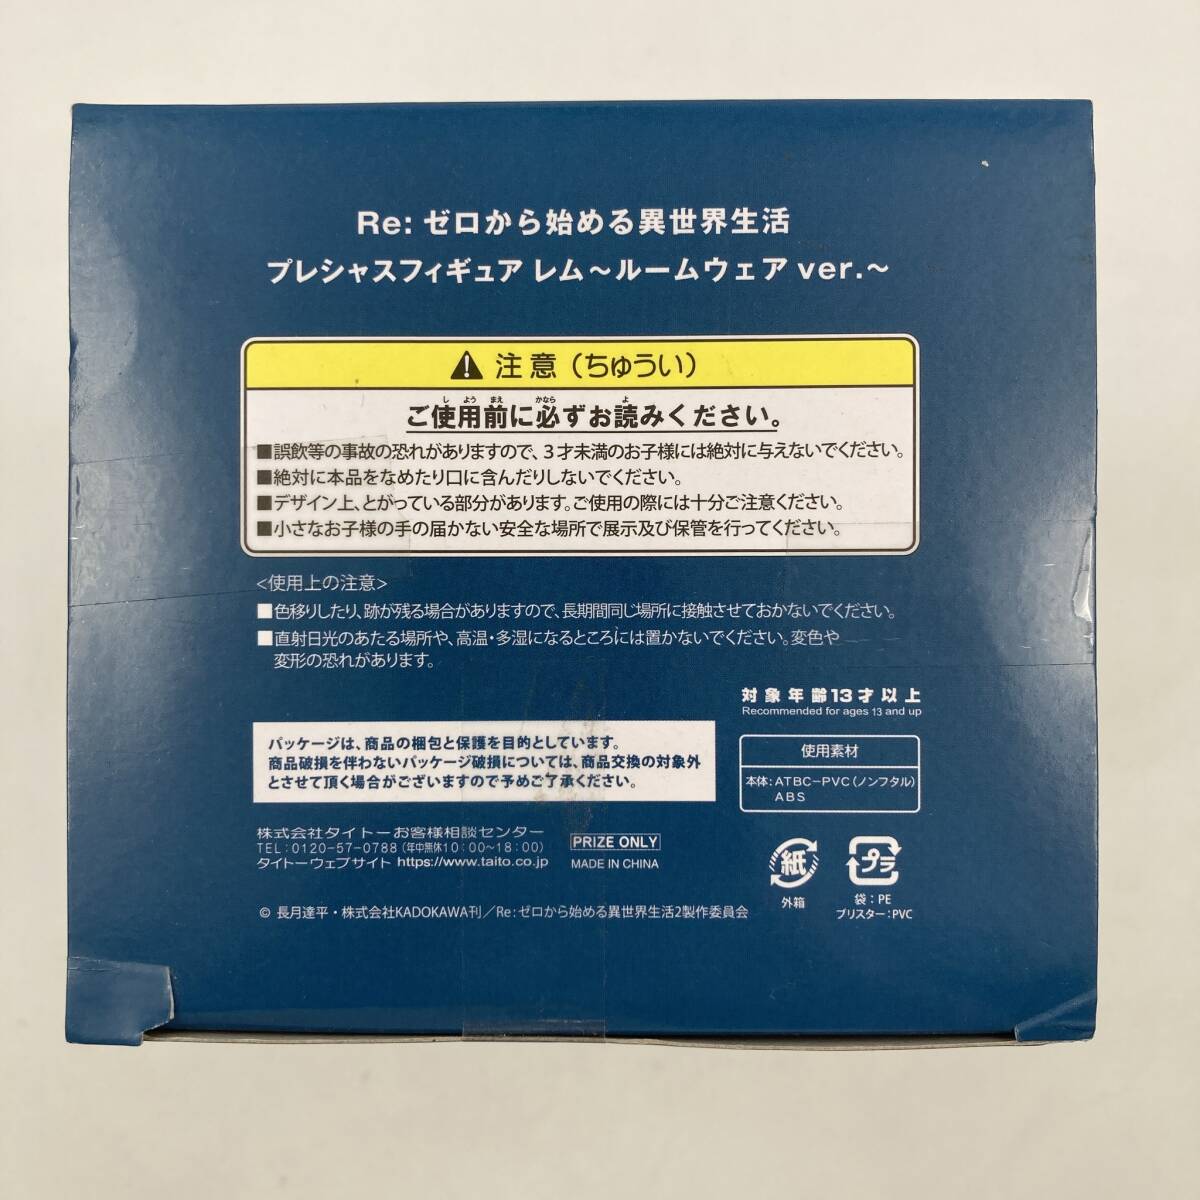 Re: ゼロから始める異世界生活
プレシャスフィギュア レム～ルームウェア ver.～
注意（ちゅうい）
ご使用前に必ずお読みください。
■誤飲等の事故の恐れがありますので、3才未満のお子様には絶対に与えないでください。
■絶対に本品をなめたり口に含んだりしないでください。
■デザイン上、とがっている部分があります。ご使用の際には十分ご注意ください。
■小さなお子様の手の届かない安全な場所で展示及び保管を行ってください。
<使用上の注意>
■色移りしたり、跡が残る場合がありますので、長期間同じ場所に接触させておかないでください。
■直射日光のあたる場所や、高温・多湿になるところには置かないでください。変色や
変形の恐れがあります。
対象年齢13才以上
Recommended for ages 13 and up
パッケージは、商品の梱包と保護を目的としています。
商品破損を伴わないパッケージ破損については、商品交換の対象外
とさせて頂く場合がございますので予めご了承ください。
使用素材
本体：ATBC-PVC（ノンフタル）
ABS
株式会社タイトーお客様相談センター
TEL：0120-57-0788（年中無休10：00～18：00）
タイトーウェブサイト https://www.taito.co.jp
PRIZE ONLY
MADE IN CHINA
紙
外箱
プラ
袋：PE
ブリスター：PVC
© 長月達平・株式会社KADOKAWA刊／Re：ゼロから始める異世界生活2製作委員会